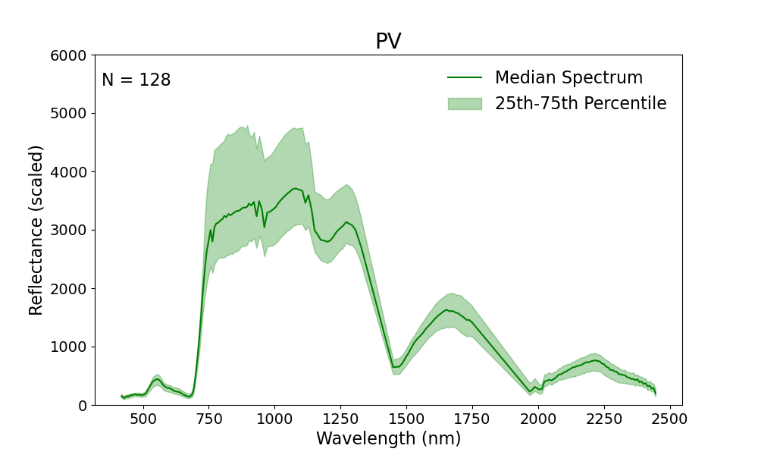 PV
6000
N = 128
Median Spectrum
5000
25th-75th Percentile
4000
3000
2000
1000
0
Reflectance (scaled)
500 750 1000 1250 1500 1750 2000 2250 2500
Wavelength (nm)